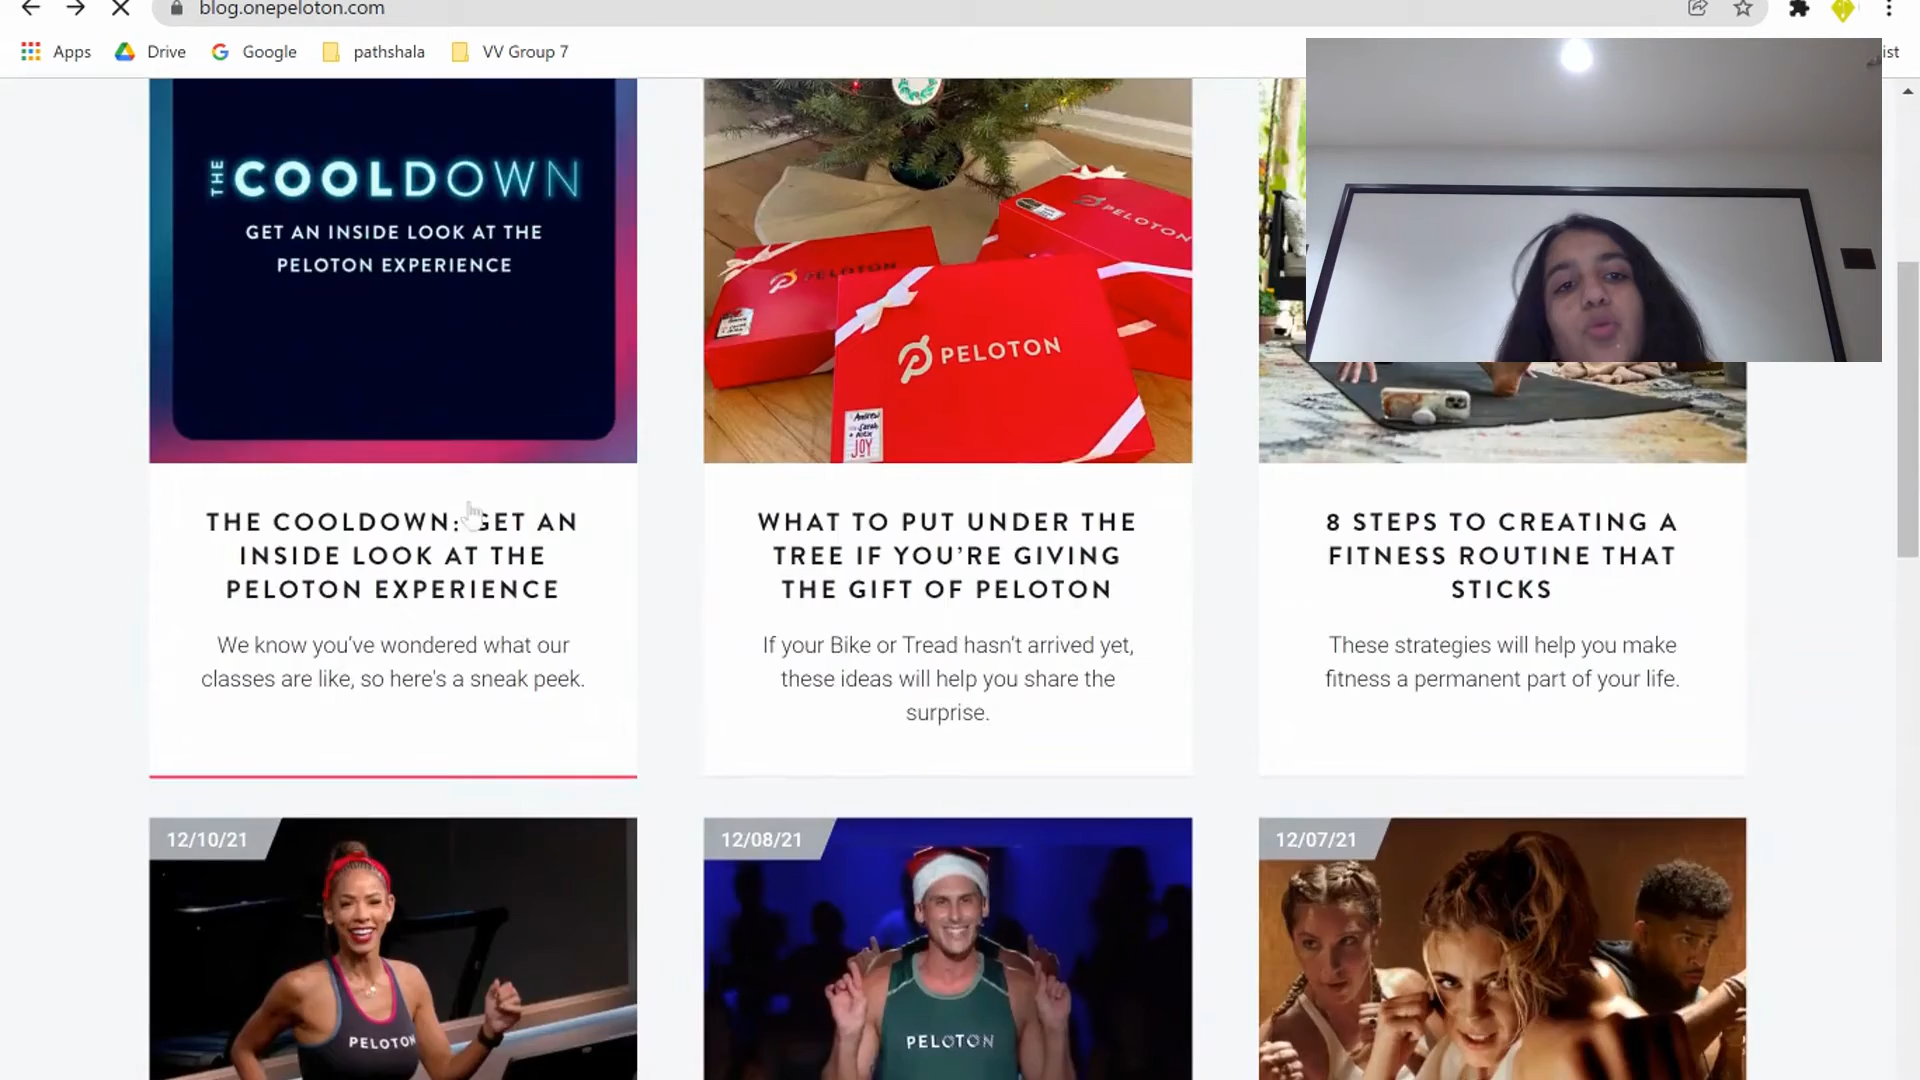 blog.onepeloton.com
Apps
Drive
Google
pathshala
VV Group 7
ist
THE COOLDOWN
GET AN INSIDE LOOK AT THE
PELOTON EXPERIENCE
PELOTON
PELOTON
PELOTON
JOY
THE COOLDOWN: GET AN
INSIDE LOOK AT THE
PELOTON EXPERIENCE
We know you've wondered what our
classes are like, so here's a sneak peek.
WHAT TO PUT UNDER THE
TREE IF YOU’RE GIVING
THE GIFT OF PELOTON
If your Bike or Tread hasn't arrived yet,
these ideas will help you share the
surprise.
8 STEPS TO CREATING A
FITNESS ROUTINE THAT
STICKS
These strategies will help you make
fitness a permanent part of your life.
12/10/21
PELOTON
12/08/21
PELOTON
12/07/21